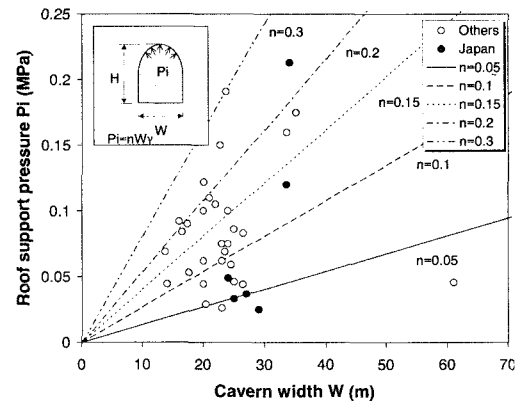 0.25
0.2
0.15
0.1
0.05
0
Roof support pressure Pi (MPa)
H
Pi
W
Pi=nWγ
n=0.3
n=0.2
n=0.15
n=0.1
n=0.05
Others
Japan
n=0.05
n=0.1
n=0.15
n=0.2
n=0.3
0 10 20 30 40 50 60 70
Cavern width W (m)